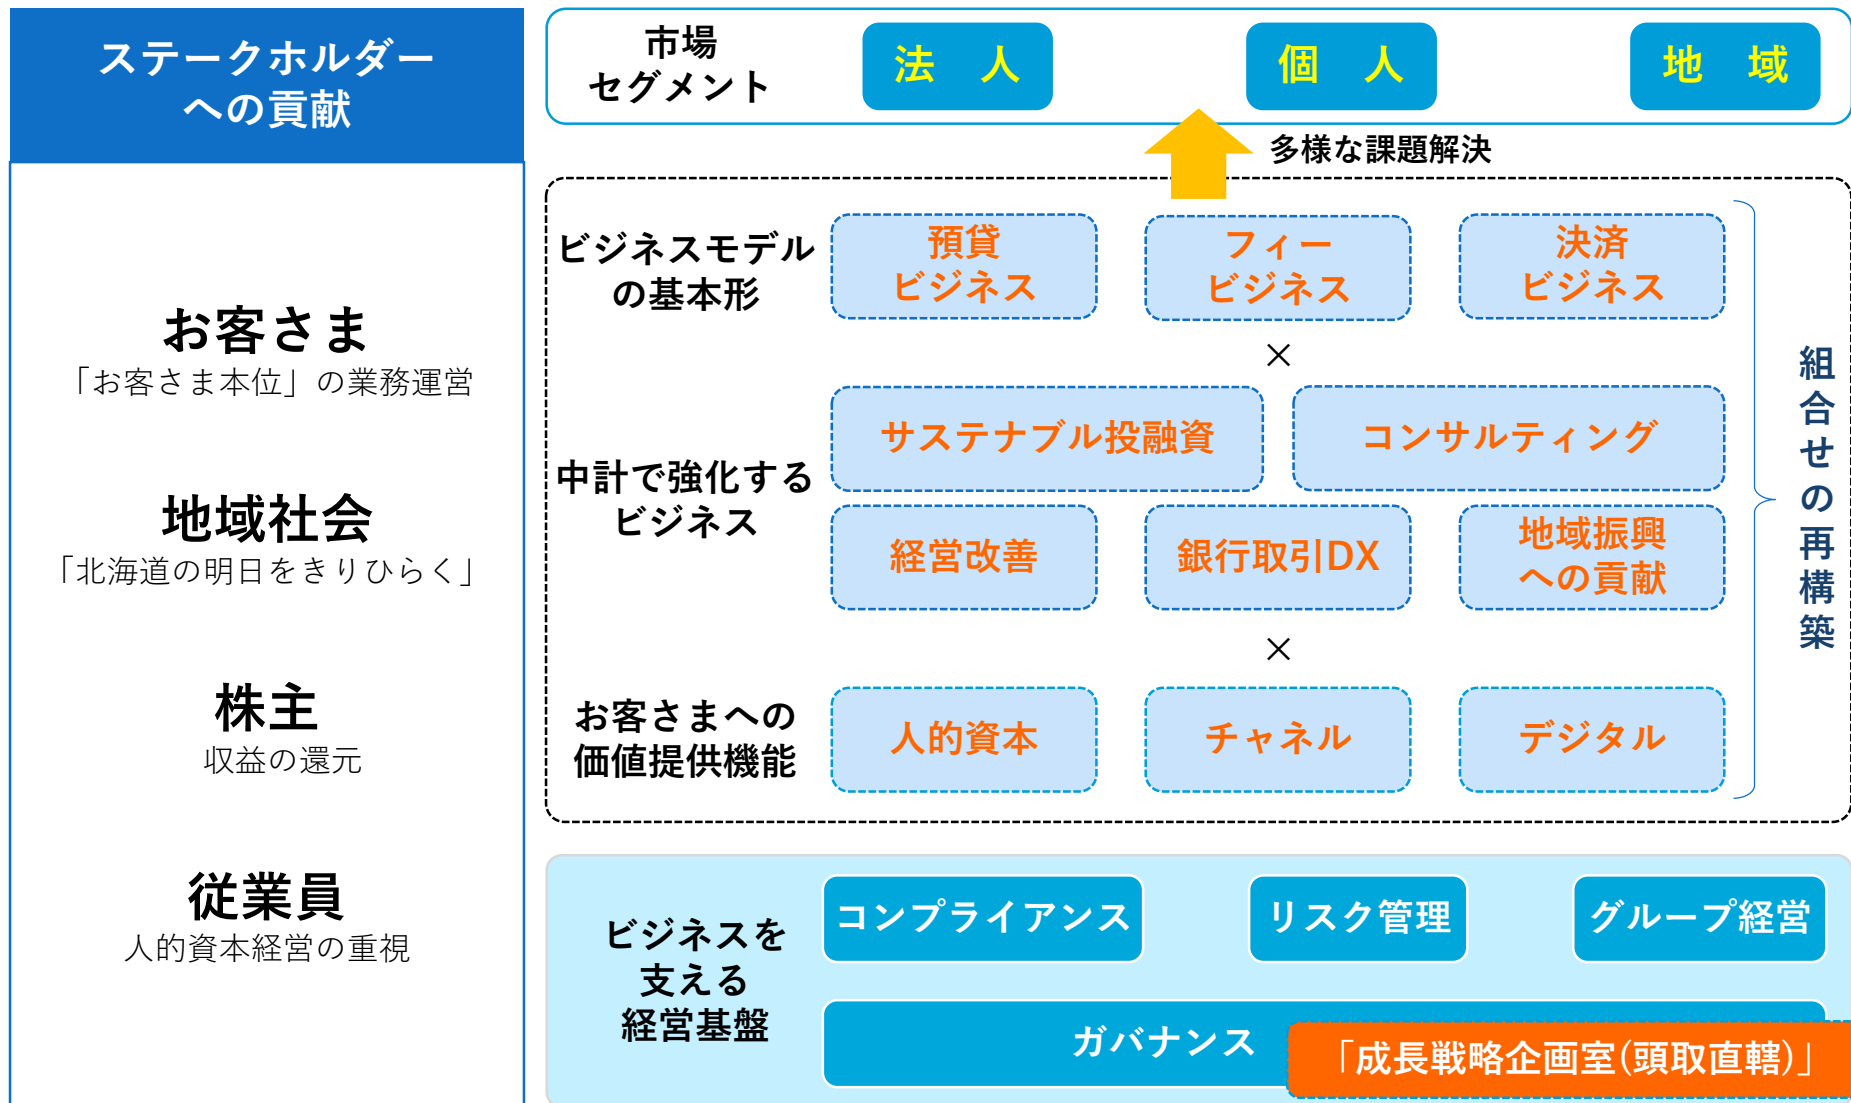 ステークホルダー
への貢献
お客さま
「お客さま本位」の業務運営
地域社会
「北海道の明日をきりひらく」
株主
収益の還元
従業員
人的資本経営の重視
市場
セグメント
法 人
個 人
地 域
多様な課題解決
ビジネスモデル
の基本形
預貸
ビジネス
フィー
ビジネス
決済
ビジネス
×
中計で強化する
ビジネス
サステナブル投融資
コンサルティング
経営改善
銀行取引DX
地域振興
への貢献
×
お客さまへの
価値提供機能
人的資本
チャネル
デジタル
組合せの再構築
ビジネスを
支える
経営基盤
コンプライアンス
リスク管理
グループ経営
ガバナンス
「成長戦略企画室(頭取直轄)」